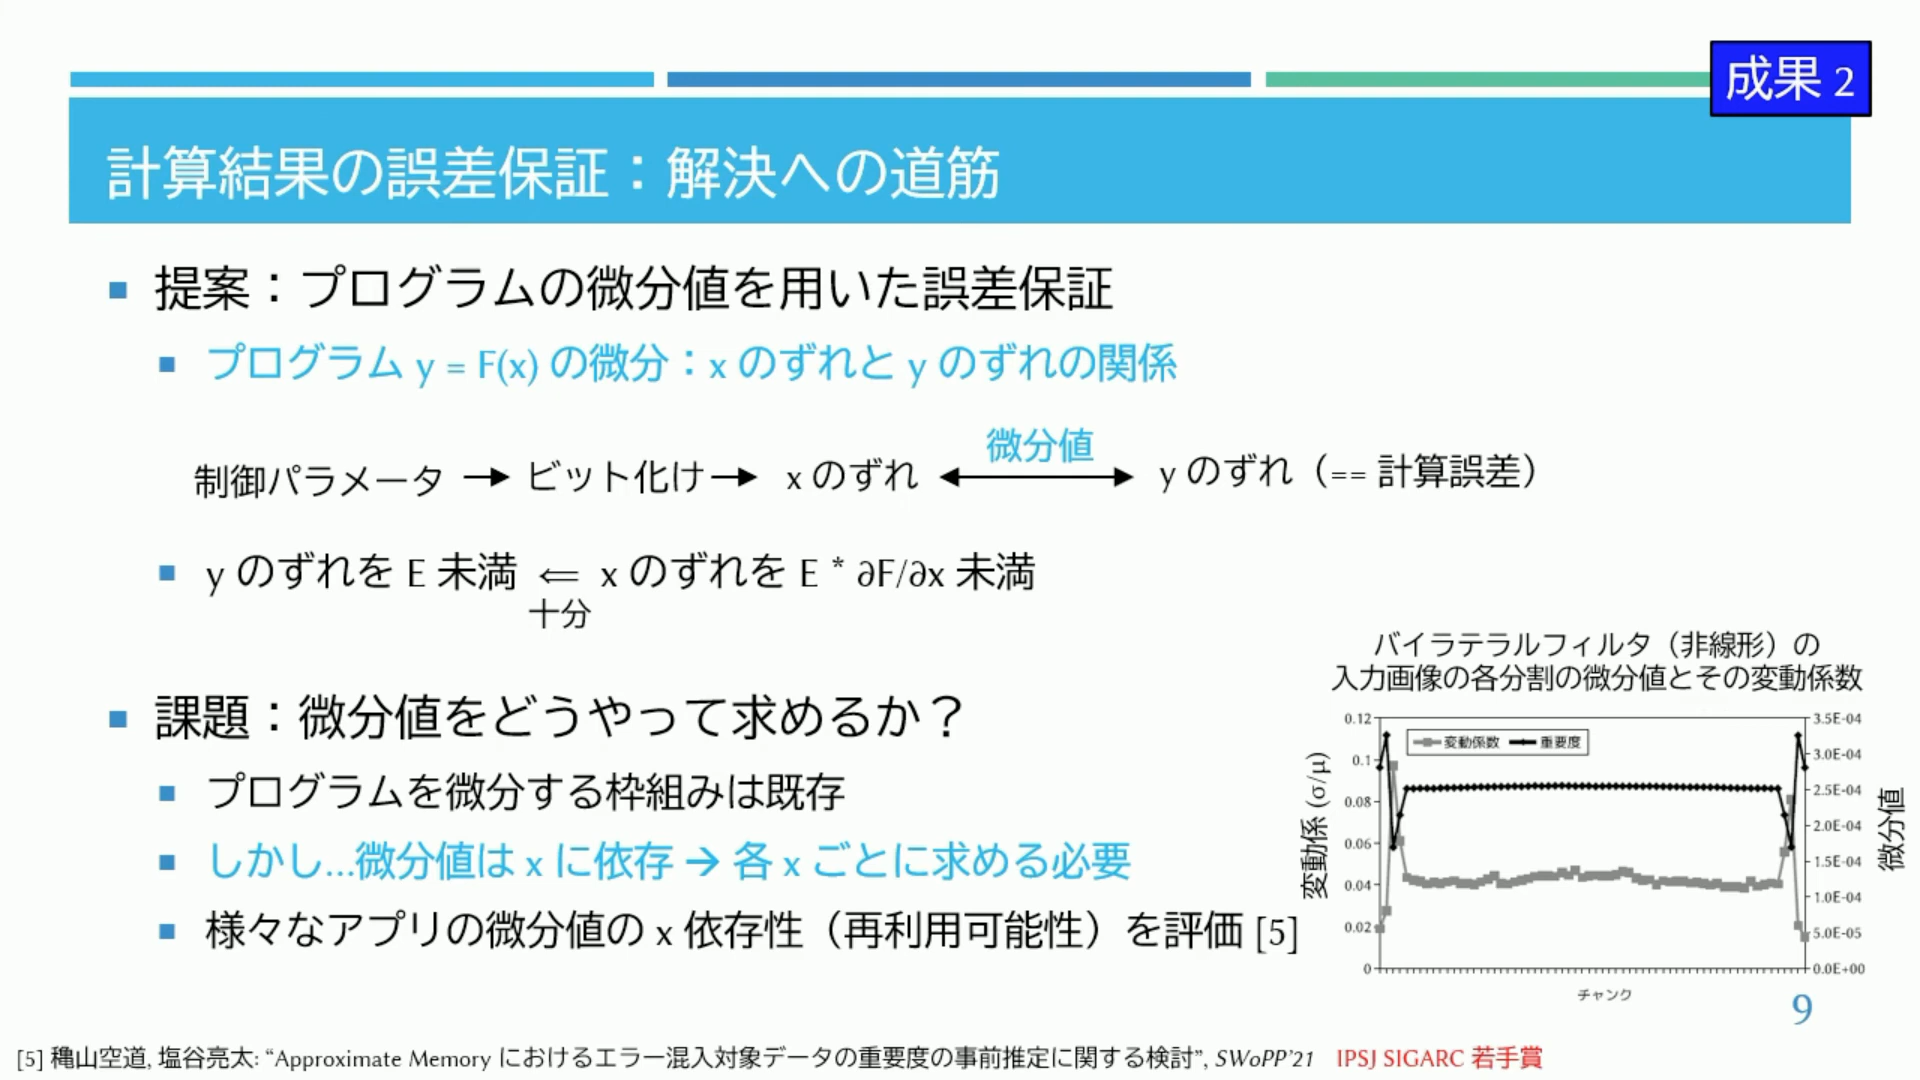 成果 2
計算結果の誤差保証：解決への道筋
提案：プログラムの微分値を用いた誤差保証
プログラム y = F(x) の微分：x のずれと y のずれの関係
微分値
制御パラメータ → ビット化け → x のずれ ↔ y のずれ（== 計算誤差）
y のずれを E 未満 ⇐ x のずれを E * ∂F/∂x 未満
十分
課題：微分値をどうやって求めるか？
プログラムを微分する枠組みは既存
しかし...微分値は x に依存 → 各 x ごとに求める必要
様々なアプリの微分値の x 依存性（再利用可能性）を評価 [5]
バイラテラルフィルタ（非線形）の
入力画像の各分割の微分値とその変動係数
変動係数 重要度
変動係 (σ/μ)
0.12
0.1
0.08
0.06
0.04
0.02
0
3.5E-04
3.0E-04
2.5E-04
2.0E-04
1.5E-04
1.0E-04
5.0E-05
0.0E+00
微分値
チャンク
9
[5] 穐山空道, 塩谷亮太: “Approximate Memory におけるエラー混入対象データの重要度の事前推定に関する検討”, SWoPP’21 IPSJ SIGARC 若手賞